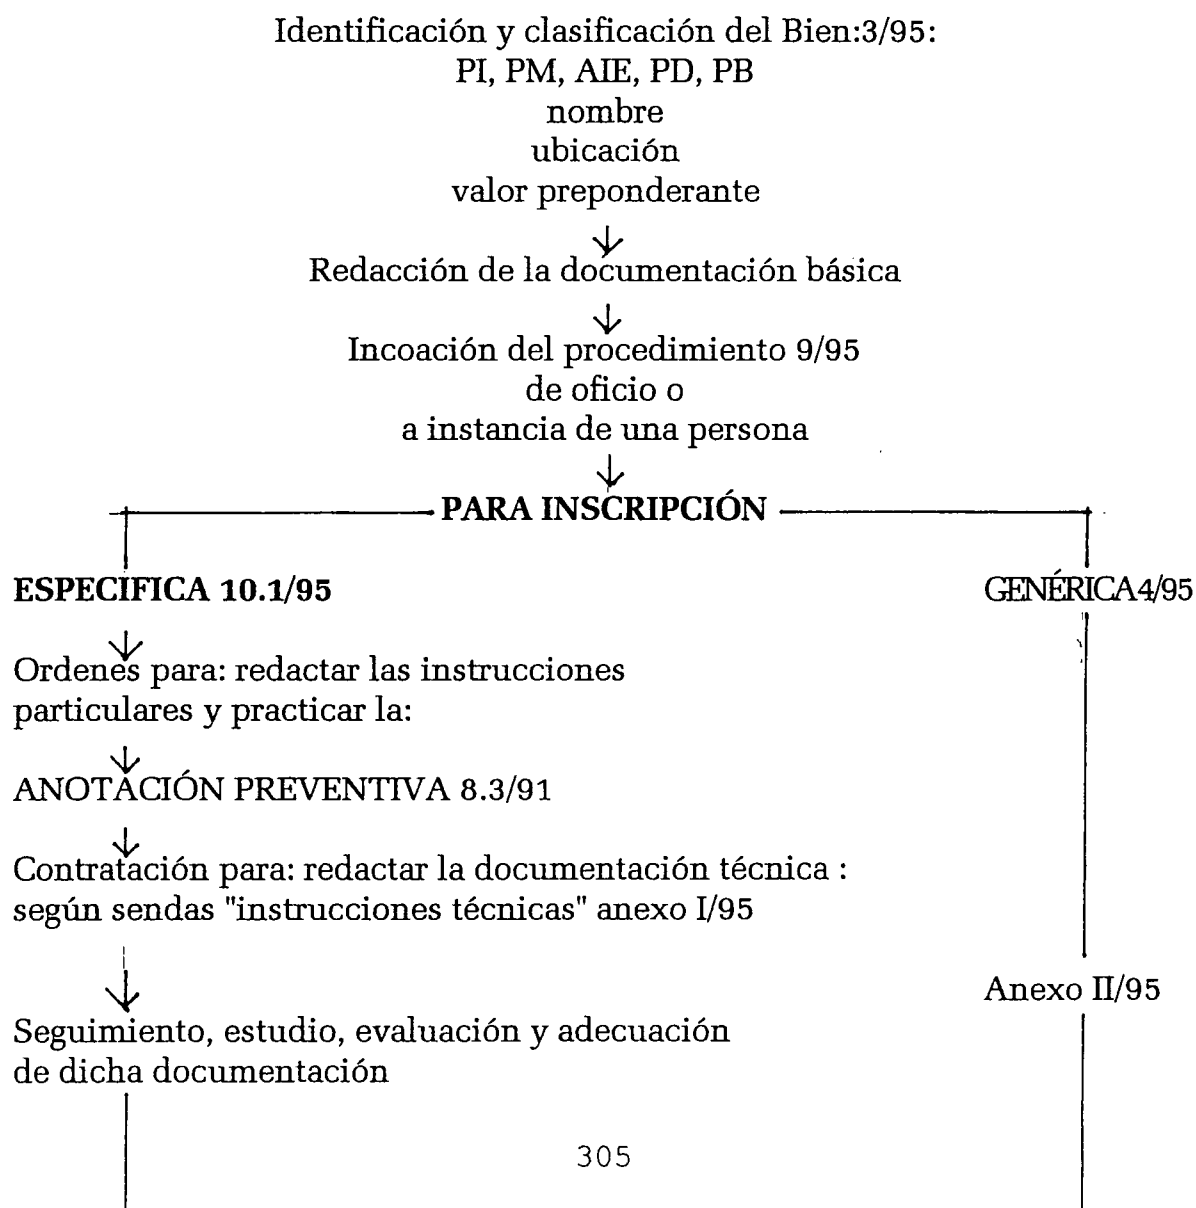 Identificación y clasificación del Bien:3/95:
PI, PM, AIE, PD, PB
nombre
ubicación
valor preponderante
Redacción de la documentación básica
Incoación del procedimiento 9/95
de oficio o
a instancia de una persona
PARA INSCRIPCIÓN
ESPECIFICA 10.1/95
GENÉRICA4/95
Ordenes para: redactar las instrucciones
particulares y practicar la:
ANOTACIÓN PREVENTIVA 8.3/91
Contratación para: redactar la documentación técnica :
según sendas "instrucciones técnicas" anexo I/95
Anexo II/95
Seguimiento, estudio, evaluación y adecuación
de dicha documentación
305